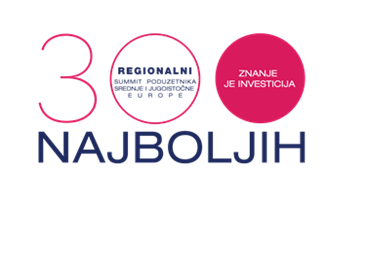 300
REGIONALNI
SUMMIT PODUZETNIKA
SREDNJE I JUGOISTOČNE
EUROPE
ZNANJE
JE INVESTICIJA
NAJBOLJIH